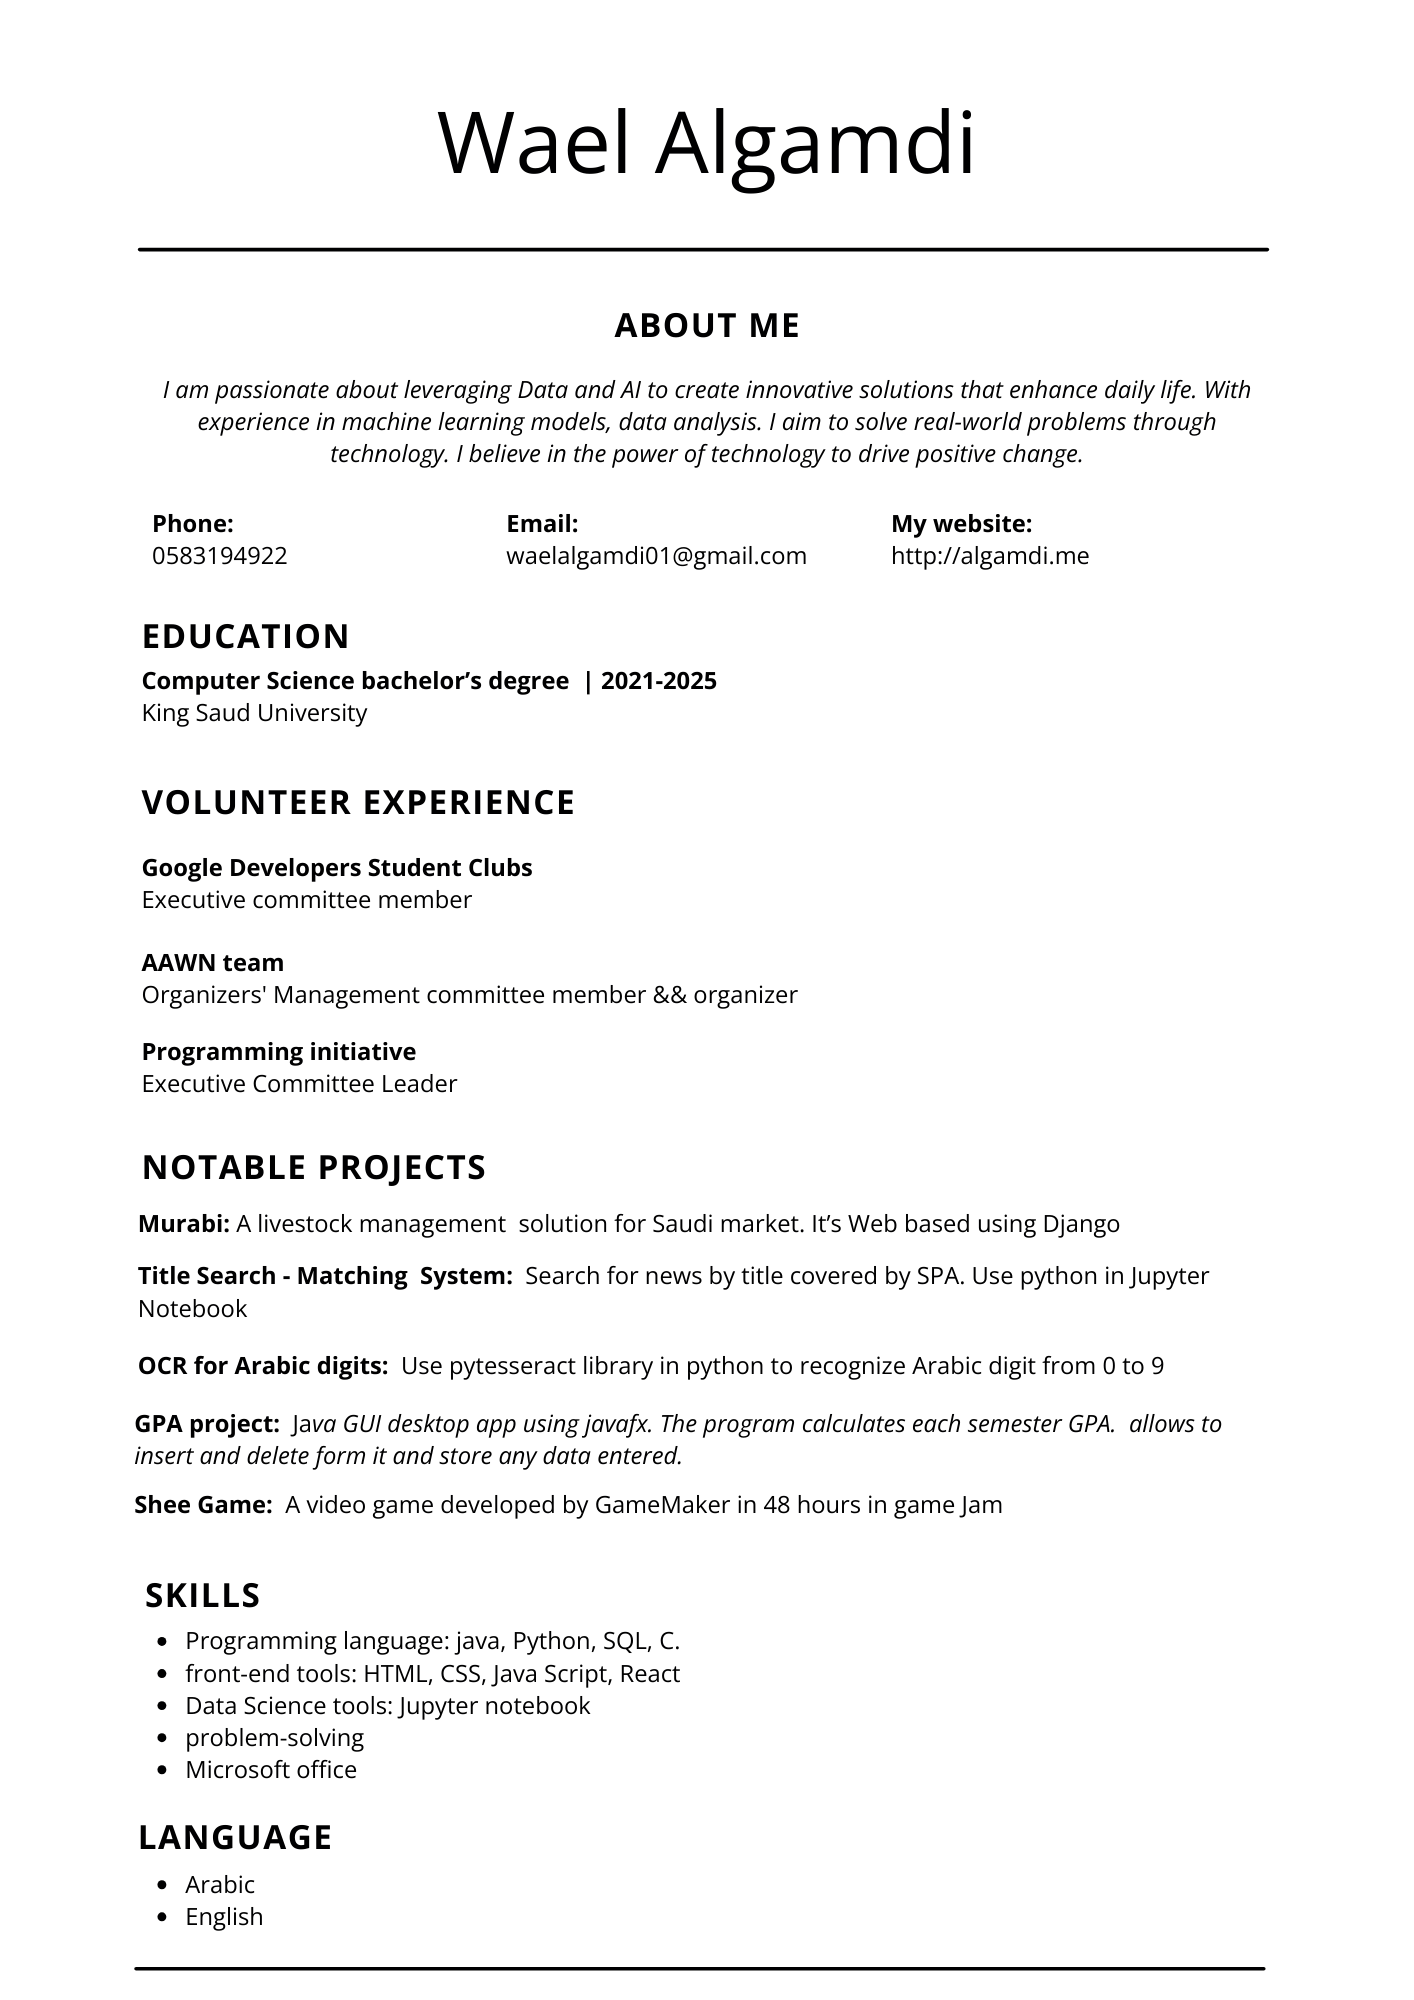 Wael Algamdi
ABOUT ME
I am passionate about leveraging Data and AI to create innovative solutions that enhance daily life. With
experience in machine learning models, data analysis. I aim to solve real-world problems through
technology. I believe in the power of technology to drive positive change.
Phone:
0583194922
Email:
waelalgamdi01@gmail.com
My website:
http://algamdi.me
EDUCATION
Computer Science bachelor’s degree  | 2021-2025
King Saud University
VOLUNTEER EXPERIENCE
Google Developers Student Clubs
Executive committee member
AAWN team
Organizers' Management committee member && organizer
Programming initiative
Executive Committee Leader
NOTABLE PROJECTS
Murabi: A livestock management  solution for Saudi market. It’s Web based using Django
Title Search - Matching  System:  Search for news by title covered by SPA. Use python in Jupyter
Notebook
OCR for Arabic digits:  Use pytesseract library in python to recognize Arabic digit from 0 to 9
GPA project:  Java GUI desktop app using javafx. The program calculates each semester GPA.  allows to
insert and delete form it and store any data entered.
Shee Game:  A video game developed by GameMaker in 48 hours in game Jam
SKILLS
• Programming language: java, Python, SQL, C.
• front-end tools: HTML, CSS, Java Script, React
• Data Science tools: Jupyter notebook
• problem-solving
• Microsoft office
LANGUAGE
• Arabic
• English